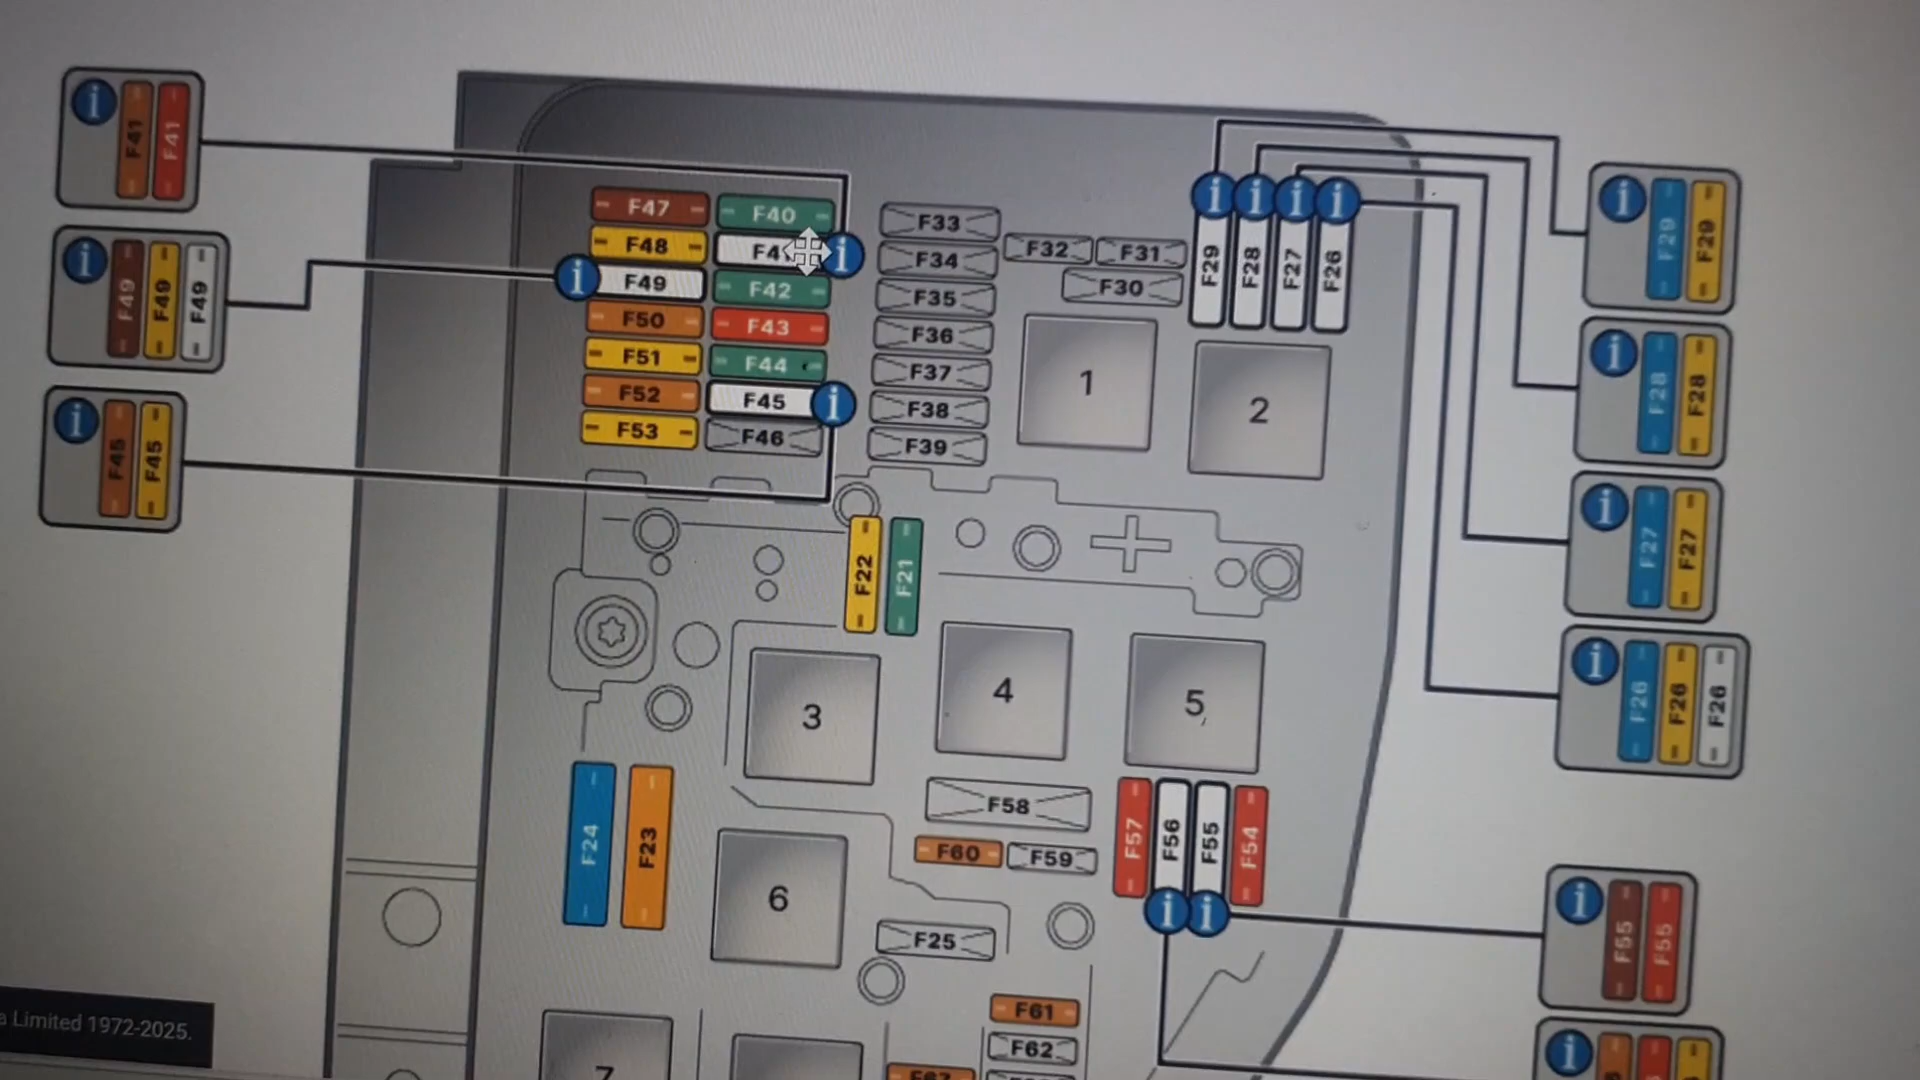 F41 F41
F49 F49 F49
F45 F45
F47 F40
F48
F49 F42
F50 F43
F51 F44
F52 F45
F53 F46
F33
F34
F35
F36
F37
F38
F39
F32 F31
F30
F29 F28 F27 F26
F29 F29
F28 F28
F27 F27
F26 F26 F26
1 2
F22 F21
3 4 5
F24 F23
F58
F60 F59
F57 F56 F55 F54
6
F25
F55 F55
F61
F62
7
Limited 1972-2025.